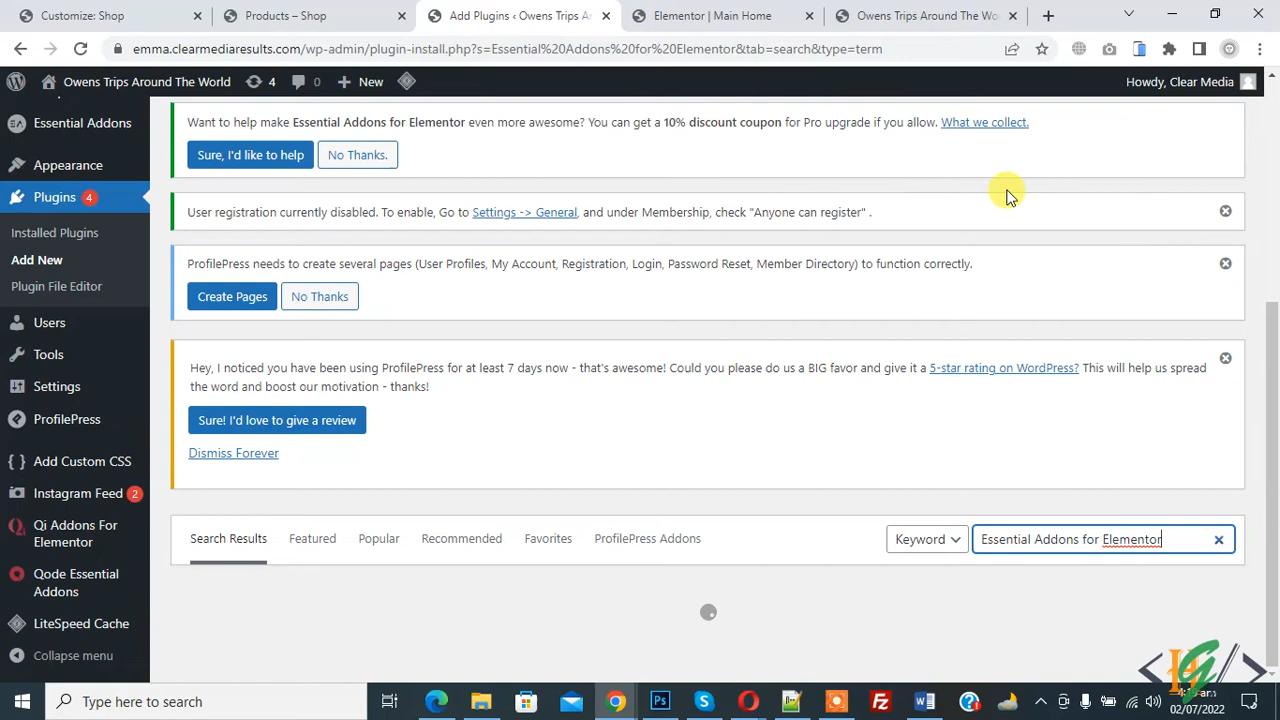 Customize: Shop
Products – Shop
Add Plugins ‹ Owens Trips A
Elementor | Main Home
Owens Trips Around The Wo
emma.clearmediaresults.com/wp-admin/plugin-install.php?s=Essential%20Addons%20for%20Elementor&tab=search&type=term
Owens Trips Around The World
4
0
New
Howdy, Clear Media
Essential Addons
Appearance
Plugins 4
Installed Plugins
Add New
Plugin File Editor
Users
Tools
Settings
ProfilePress
Add Custom CSS
Instagram Feed 2
Qi Addons For
Elementor
Qode Essential
Addons
LiteSpeed Cache
Collapse menu
Want to help make Essential Addons for Elementor even more awesome? You can get a 10% discount coupon for Pro upgrade if you allow. What we collect.
Sure, I'd like to help
No Thanks.
User registration currently disabled. To enable, Go to Settings -> General, and under Membership, check "Anyone can register" .
ProfilePress needs to create several pages (User Profiles, My Account, Registration, Login, Password Reset, Member Directory) to function correctly.
Create Pages
No Thanks
Hey, I noticed you have been using ProfilePress for at least 7 days now - that's awesome! Could you please do us a BIG favor and give it a 5-star rating on WordPress? This will help us spread
the word and boost our motivation - thanks!
Sure! I'd love to give a review
Dismiss Forever
Search Results
Featured
Popular
Recommended
Favorites
ProfilePress Addons
Keyword
Essential Addons for Elementor
Type here to search
02/07/2022